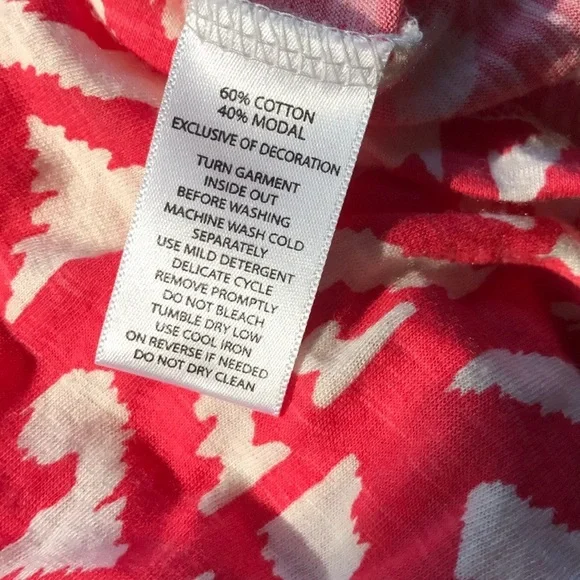 60% COTTON
40% MODAL
EXCLUSIVE OF DECORATION
TURN GARMENT
INSIDE OUT
BEFORE WASHING
MACHINE WASH COLD
SEPARATELY
USE MILD DETERGENT
DELICATE CYCLE
REMOVE PROMPTLY
DO NOT BLEACH
TUMBLE DRY LOW
USE COOL IRON
ON REVERSE IF NEEDED
DO NOT DRY CLEAN